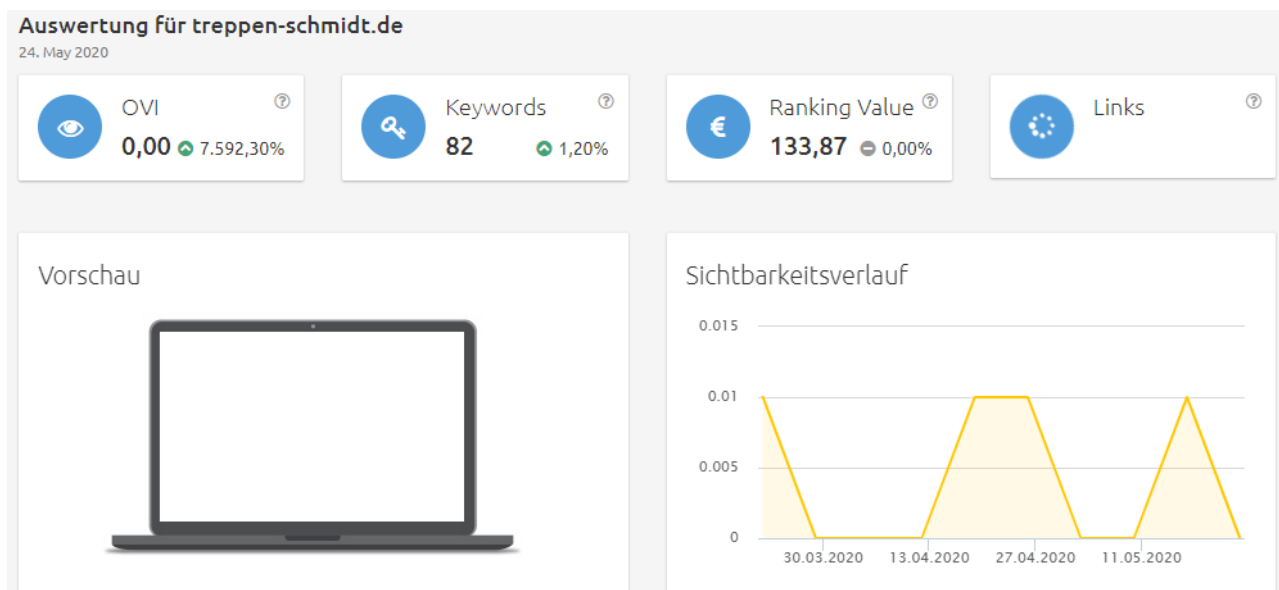 Auswertung für treppen-schmidt.de
24. May 2020
OVI ?
0,00 7.592,30%
Keywords ?
82 1,20%
Ranking Value ?
€
133,87 0,00%
Links ?
Vorschau
Sichtbarkeitsverlauf
0.015
0.01
0.005
0
30.03.2020 13.04.2020 27.04.2020 11.05.2020